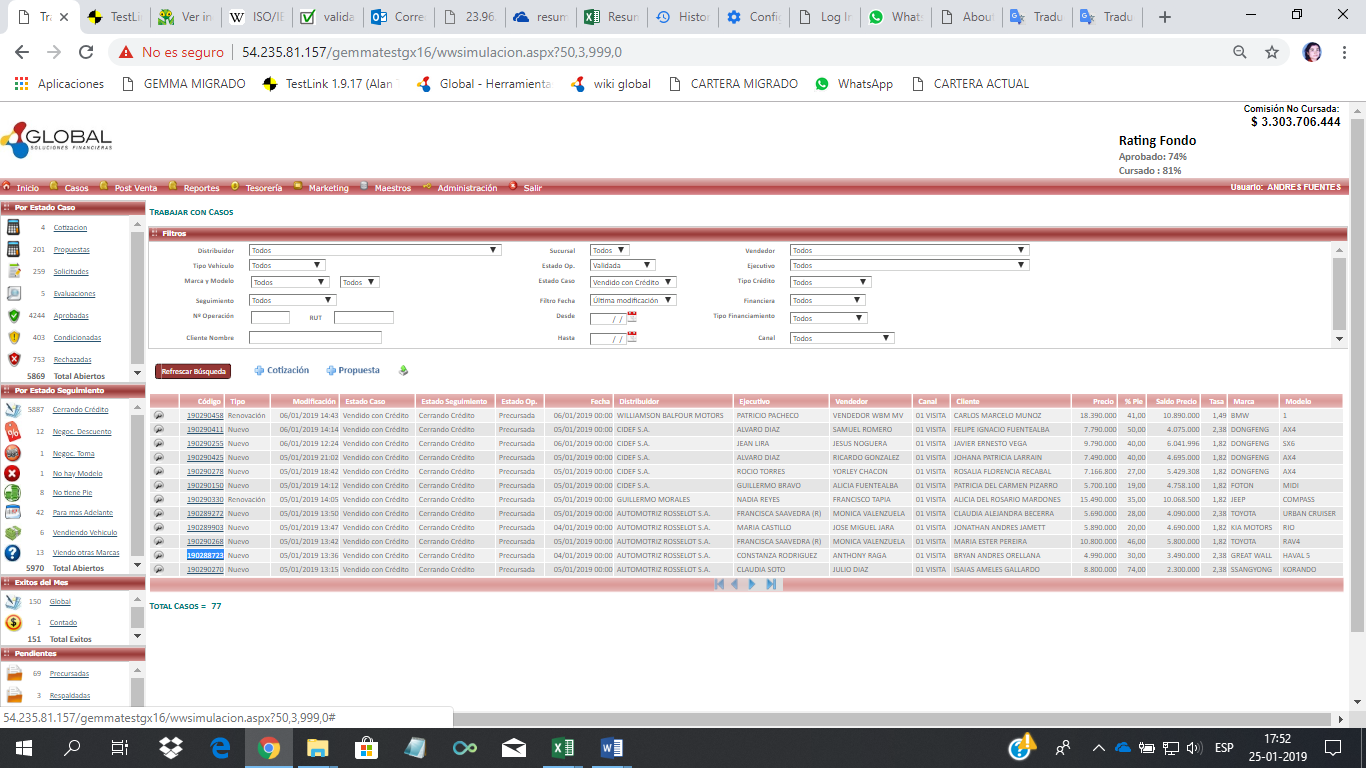 Tra
TestLin
Ver in
ISO/IE
valida
Corre
23.96
resum
Resun
Histor
Config
Log In
Whats
About
Tradu
Tradu
No es seguro
54.235.81.157/gemmatestgx16/wwsimulacion.aspx?50,3,999,0
Aplicaciones
GEMMA MIGRADO
TestLink 1.9.17 (Alan
Global - Herramienta
wiki global
CARTERA MIGRADO
WhatsApp
CARTERA ACTUAL
Comisión No Cursada:
$ 3.303.706.444
GLOBAL
SOLUCIONES FINANCIERAS
Rating Fondo
Aprobado: 74%
Cursado : 81%
Inicio Casos Post Venta Reportes Tesorería Marketing Maestros Administración Salir
Usuario: ANDRES FUENTES
Por Estado Caso
4 Cotizacion
201 Propuestas
259 Solicitudes
5 Evaluaciones
4244 Aprobadas
403 Condicionadas
753 Rechazadas
5869 Total Abiertos
Por Estado Seguimiento
5887 Cerrando Crédito
12 Negoc. Descuento
1 Negoc. Toma
1 No hay Modelo
8 No tiene Pie
42 Para mas Adelante
6 Vendiendo Vehiculo
13 Viendo otras Marcas
5970 Total Abiertos
Exitos del Mes
150 Global
1 Contado
151 Total Exitos
Pendientes
69 Precursadas
3 Respaldadas
TRABAJAR CON CASOS
Filtros
Distribuidor Todos Sucursal Todos Vendedor Todos
Tipo Vehículo Todos Estado Op. Validada Ejecutivo Todos
Marca y Modelo Todos Todos Estado Caso Vendido con Crédito Tipo Crédito Todos
Seguimiento Todos Filtro Fecha Última modificación Financiera Todos
Nº Operación RUT Desde / / Tipo Financiamiento Todos
Cliente Nombre Hasta / / Canal Todos
Refrescar Búsqueda Cotización Propuesta
Código Tipo Modificación Estado Caso Estado Seguimiento Estado Op. Fecha Distribuidor Ejecutivo Vendedor Canal Cliente Precio % Pie Saldo Precio Tasa Marca Modelo
190290458 Renovación 06/01/2019 14:43 Vendido con Crédito Cerrando Crédito Precursada 06/01/2019 00:00 WILLIAMSON BALFOUR MOTORS PATRICIO PACHECO VENDEDOR WBM MV 01 VISITA CARLOS MARCELO MUNOZ 18.390.000 41,00 10.890.000 1,49 BMW 1
190290411 Nuevo 06/01/2019 14:14 Vendido con Crédito Cerrando Crédito Precursada 05/01/2019 00:00 CIDEF S.A. ALVARO DIAZ SAMUEL ROMERO 01 VISITA FELIPE IGNACIO FUENTEALBA 7.790.000 50,00 4.075.000 2,38 DONGFENG AX4
190290255 Nuevo 06/01/2019 12:24 Vendido con Crédito Cerrando Crédito Precursada 06/01/2019 00:00 CIDEF S.A. JEAN LIRA JESUS NOGUERA 01 VISITA JAVIER ERNESTO VEGA 9.790.000 40,00 6.041.996 1,82 DONGFENG SX6
190290425 Nuevo 05/01/2019 21:02 Vendido con Crédito Cerrando Crédito Precursada 05/01/2019 00:00 CIDEF S.A. ALVARO DIAZ RICARDO GONZALEZ 01 VISITA JOHANA PATRICIA LARRAIN 7.490.000 40,00 4.695.000 1,82 DONGFENG AX4
190290278 Nuevo 05/01/2019 18:42 Vendido con Crédito Cerrando Crédito Precursada 05/01/2019 00:00 CIDEF S.A. ROCIO TORRES YORLEY CHACON 01 VISITA ROSALIA FLORENCIA RECABAL 7.166.800 27,00 5.429.308 1,82 DONGFENG AX4
190290150 Nuevo 05/01/2019 14:12 Vendido con Crédito Cerrando Crédito Precursada 05/01/2019 00:00 CIDEF S.A. GUILLERMO BRAVO ALICIA FUENTEALBA 01 VISITA PATRICIA DEL CARMEN PIZARRO 5.700.100 19,00 4.758.100 1,82 FOTON MIDI
190290330 Renovación 05/01/2019 14:05 Vendido con Crédito Cerrando Crédito Precursada 05/01/2019 00:00 GUILLERMO MORALES NADIA REYES FRANCISCO TAPIA 01 VISITA ALICIA DEL ROSARIO MARDONES 15.490.000 35,00 10.068.500 1,82 JEEP COMPASS
190289272 Nuevo 05/01/2019 13:50 Vendido con Crédito Cerrando Crédito Precursada 05/01/2019 00:00 AUTOMOTRIZ ROSSELOT S.A. FRANCISCA SAAVEDRA (R) MONICA VALENZUELA 01 VISITA CLAUDIA ALEJANDRA BECERRA 5.690.000 28,00 4.090.000 2,38 TOYOTA URBAN CRUISER
190289903 Nuevo 05/01/2019 13:47 Vendido con Crédito Cerrando Crédito Precursada 04/01/2019 00:00 AUTOMOTRIZ ROSSELOT S.A. MARIA CASTILLO JOSE MIGUEL JARA 01 VISITA JONATHAN ANDRES JAMETT 5.890.000 20,00 4.690.000 1,82 KIA MOTORS RIO
190290268 Nuevo 05/01/2019 13:42 Vendido con Crédito Cerrando Crédito Precursada 05/01/2019 00:00 AUTOMOTRIZ ROSSELOT S.A. FRANCISCA SAAVEDRA (R) MONICA VALENZUELA 01 VISITA MARIA ESTER PEREIRA 10.800.000 46,00 5.800.000 1,82 TOYOTA RAV4
190288723 Nuevo 05/01/2019 13:36 Vendido con Crédito Cerrando Crédito Precursada 04/01/2019 00:00 AUTOMOTRIZ ROSSELOT S.A. CONSTANZA RODRIGUEZ ANTHONY RAGA 01 VISITA BRYAN ANDRES ORELLANA 4.990.000 30,00 3.490.000 2,38 GREAT WALL HAVAL 5
190290270 Nuevo 05/01/2019 13:15 Vendido con Crédito Cerrando Crédito Precursada 05/01/2019 00:00 AUTOMOTRIZ ROSSELOT S.A. CLAUDIA SOTO JULIO DIAZ 01 VISITA ISAIAS AMELES GALLARDO 8.800.000 74,00 2.300.000 2,38 SSANGYONG KORANDO
TOTAL CASOS = 77
54.235.81.157/gemmatestgx16/wwsimulacion.aspx?50,3,999,0#
ESP
17:52
25-01-2019